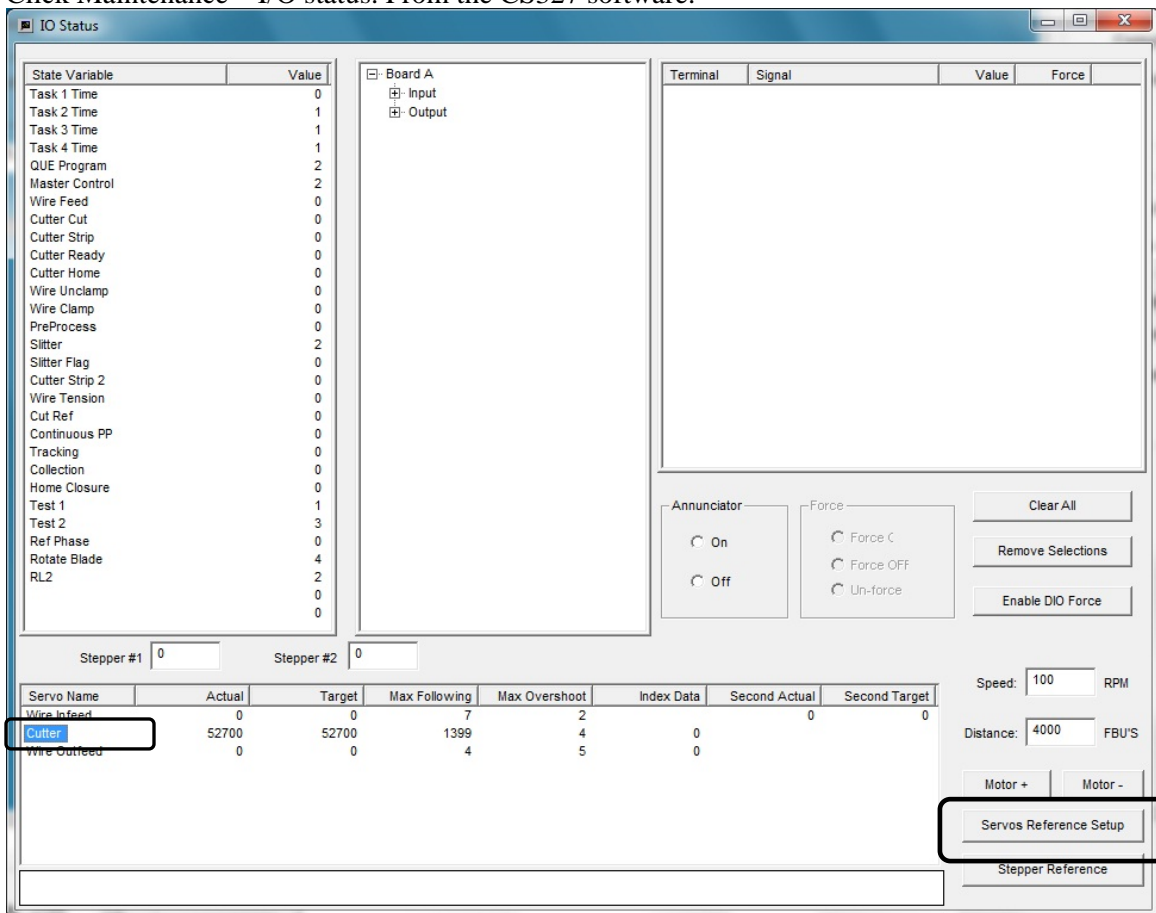 Click Maintenance – I/O status. From the CS327 software.
IO Status
State Variable Value
Task 1 Time 0
Task 2 Time 1
Task 3 Time 1
Task 4 Time 1
QUE Program 2
Master Control 2
Wire Feed 0
Cutter Cut 0
Cutter Strip 0
Cutter Ready 0
Cutter Home 0
Wire Unclamp 0
Wire Clamp 0
PreProcess 0
Slitter 2
Slitter Flag 0
Cutter Strip 2 0
Wire Tension 0
Cut Ref 0
Continuous PP 0
Tracking 0
Collection 0
Home Closure 0
Test 1 1
Test 2 3
Ref Phase 0
Rotate Blade 4
RL2 2
0
0
Board A
Input
Output
Terminal Signal Value Force
Annunciator
On
Off
Force
Force C
Force OFF
Un-force
Clear All
Remove Selections
Enable DIO Force
Stepper #1 0 Stepper #2 0
Servo Name Actual Target Max Following Max Overshoot Index Data Second Actual Second Target
Wire Infeed 0 0 7 2 0 0
Cutter 52700 52700 1399 4 0
Wire Outfeed 0 0 4 5 0
Speed: 100 RPM
Distance: 4000 FBU'S
Motor + Motor -
Servos Reference Setup
Stepper Reference